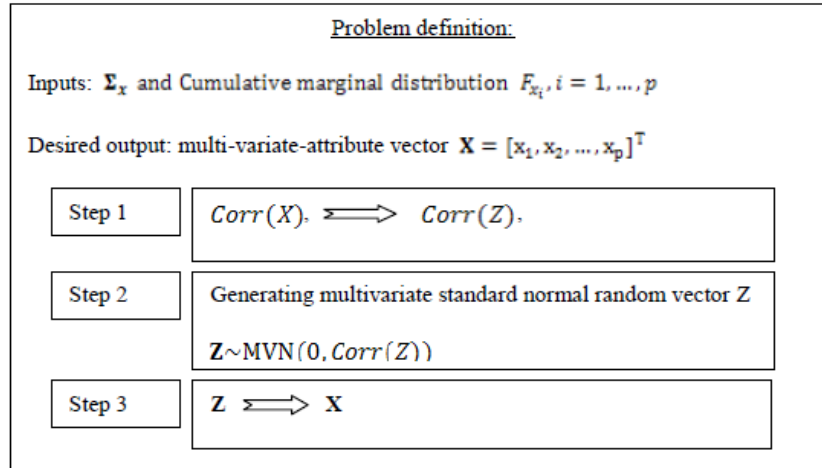 Problem definition:
Inputs: Σₓ and Cumulative marginal distribution Fₓᵢ, i = 1, ..., p
Desired output: multi-variate-attribute vector X = [x₁, x₂, ..., xₚ]ᵀ
Step 1
Corr(X), ⟹ Corr(Z),
Step 2
Generating multivariate standard normal random vector Z
Z~MVN(0, Corr(Z))
Step 3
Z ⟹ X